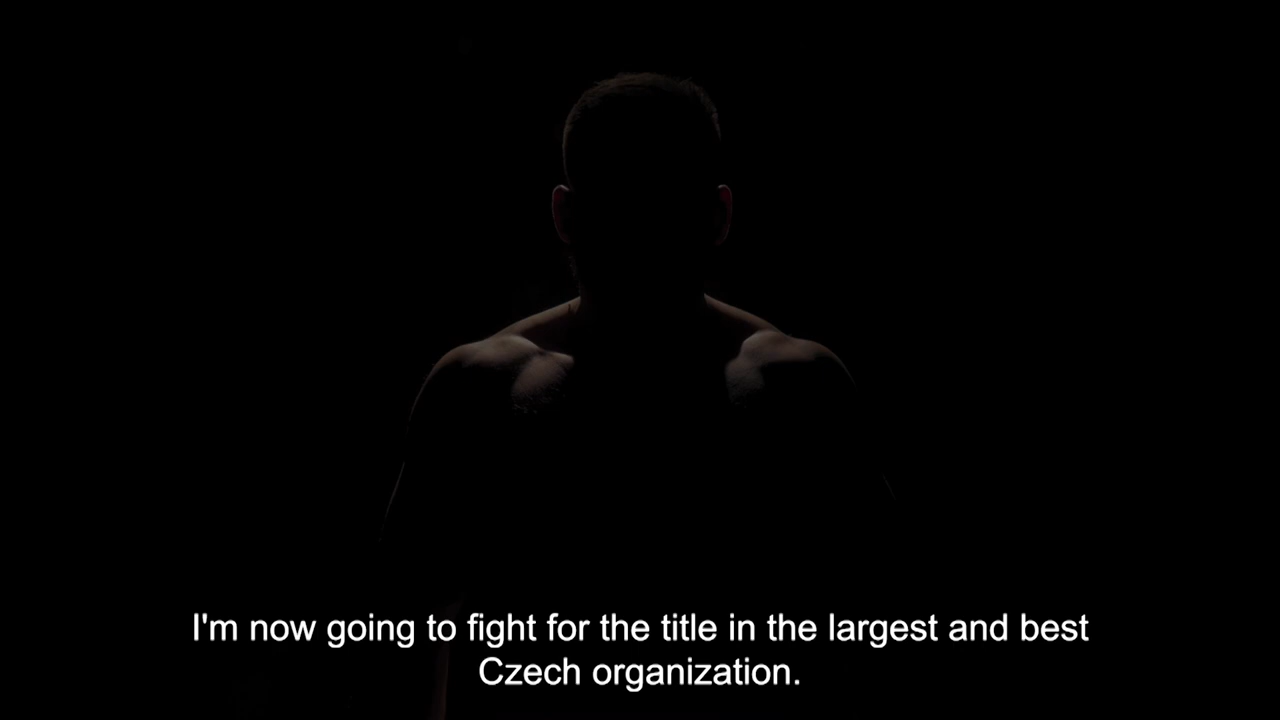 I'm now going to fight for the title in the largest and best
Czech organization.